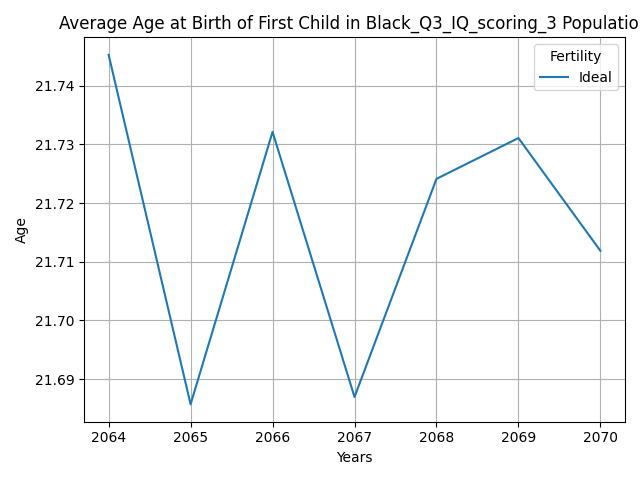 Average Age at Birth of First Child in Black_Q3_IQ_scoring_3 Populatio
Fertility
Ideal
21.74
21.73
21.72
21.71
21.70
21.69
Age
2064 2065 2066 2067 2068 2069 2070
Years